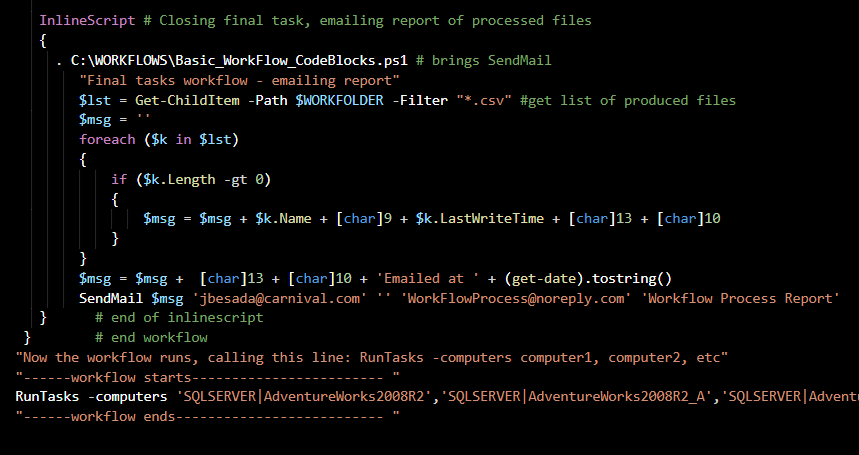 InlineScript # Closing final task, emailing report of processed files
{
. C:\WORKFLOWS\Basic_WorkFlow_CodeBlocks.ps1 # brings SendMail
"Final tasks workflow - emailing report"
$lst = Get-ChildItem -Path $WORKFOLDER -Filter "*.csv" #get list of produced files
$msg = ''
foreach ($k in $lst)
{
if ($k.Length -gt 0)
{
$msg = $msg + $k.Name + [char]9 + $k.LastWriteTime + [char]13 + [char]10
}
}
$msg = $msg +  [char]13 + [char]10 + 'Emailed at ' + (get-date).tostring()
SendMail $msg 'jbesada@carnival.com' '' 'WorkFlowProcess@noreply.com' 'Workflow Process Report'
}      # end of inlinescript
}        # end workflow
"Now the workflow runs, calling this line: RunTasks -computers computer1, computer2, etc"
"------workflow starts------------------------ "
RunTasks -computers 'SQLSERVER|AdventureWorks2008R2','SQLSERVER|AdventureWorks2008R2_A','SQLSERVER|Adventu
"------workflow ends-------------------------- "